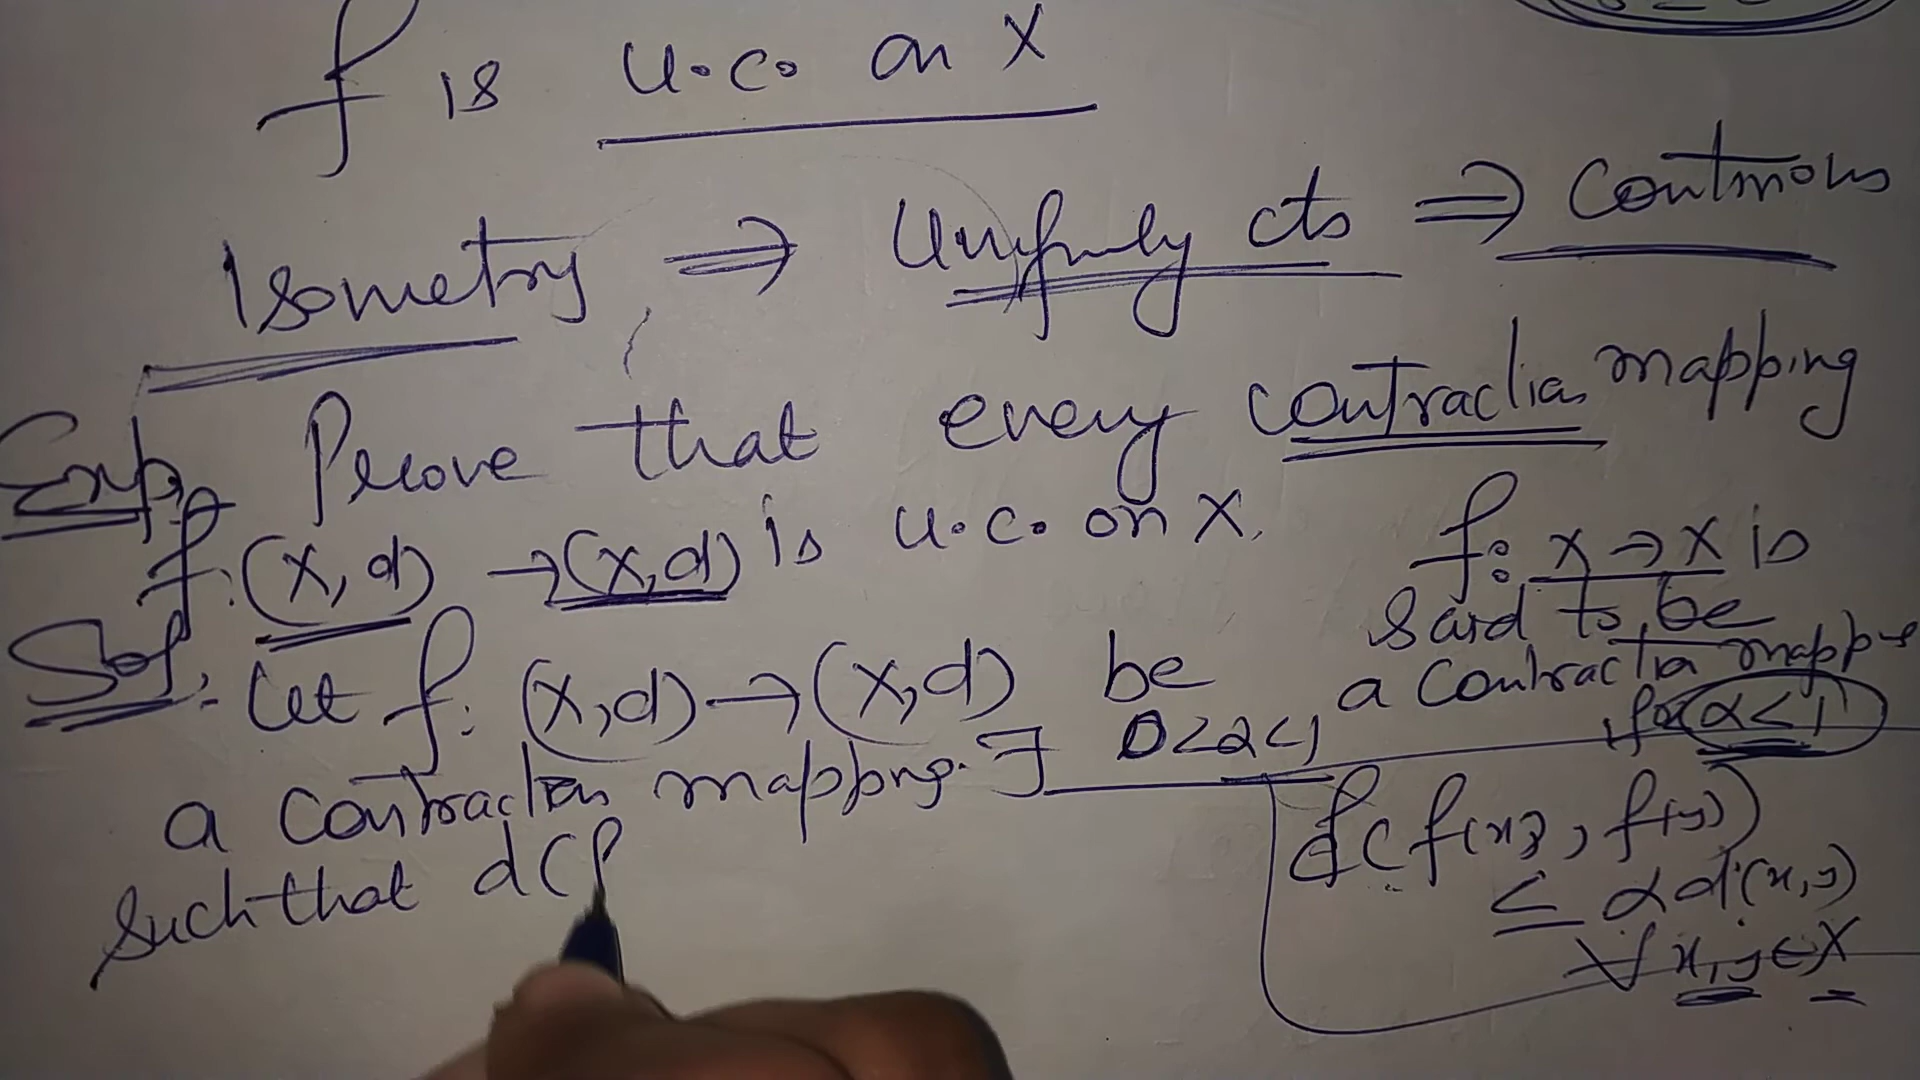 f is u.c. on X
Isometry ⇒ Uniformly cts ⇒ Continuous
Exp, Prove that every contraction mapping
f: (X,d) → (X,d) is u.c. on X.
Sol:- Let f: (X,d) → (X,d) be
a contraction mapping. ∃ 0<α<1
such that d(f
f: X → X is
said to be
a contraction mapping
if α<1
d(f(x), f(y))
≤ α d(x,y)
∀ x,y ∈ X